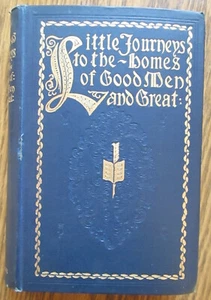 Little Journeys
to the Homes
of Good Men
and Great: